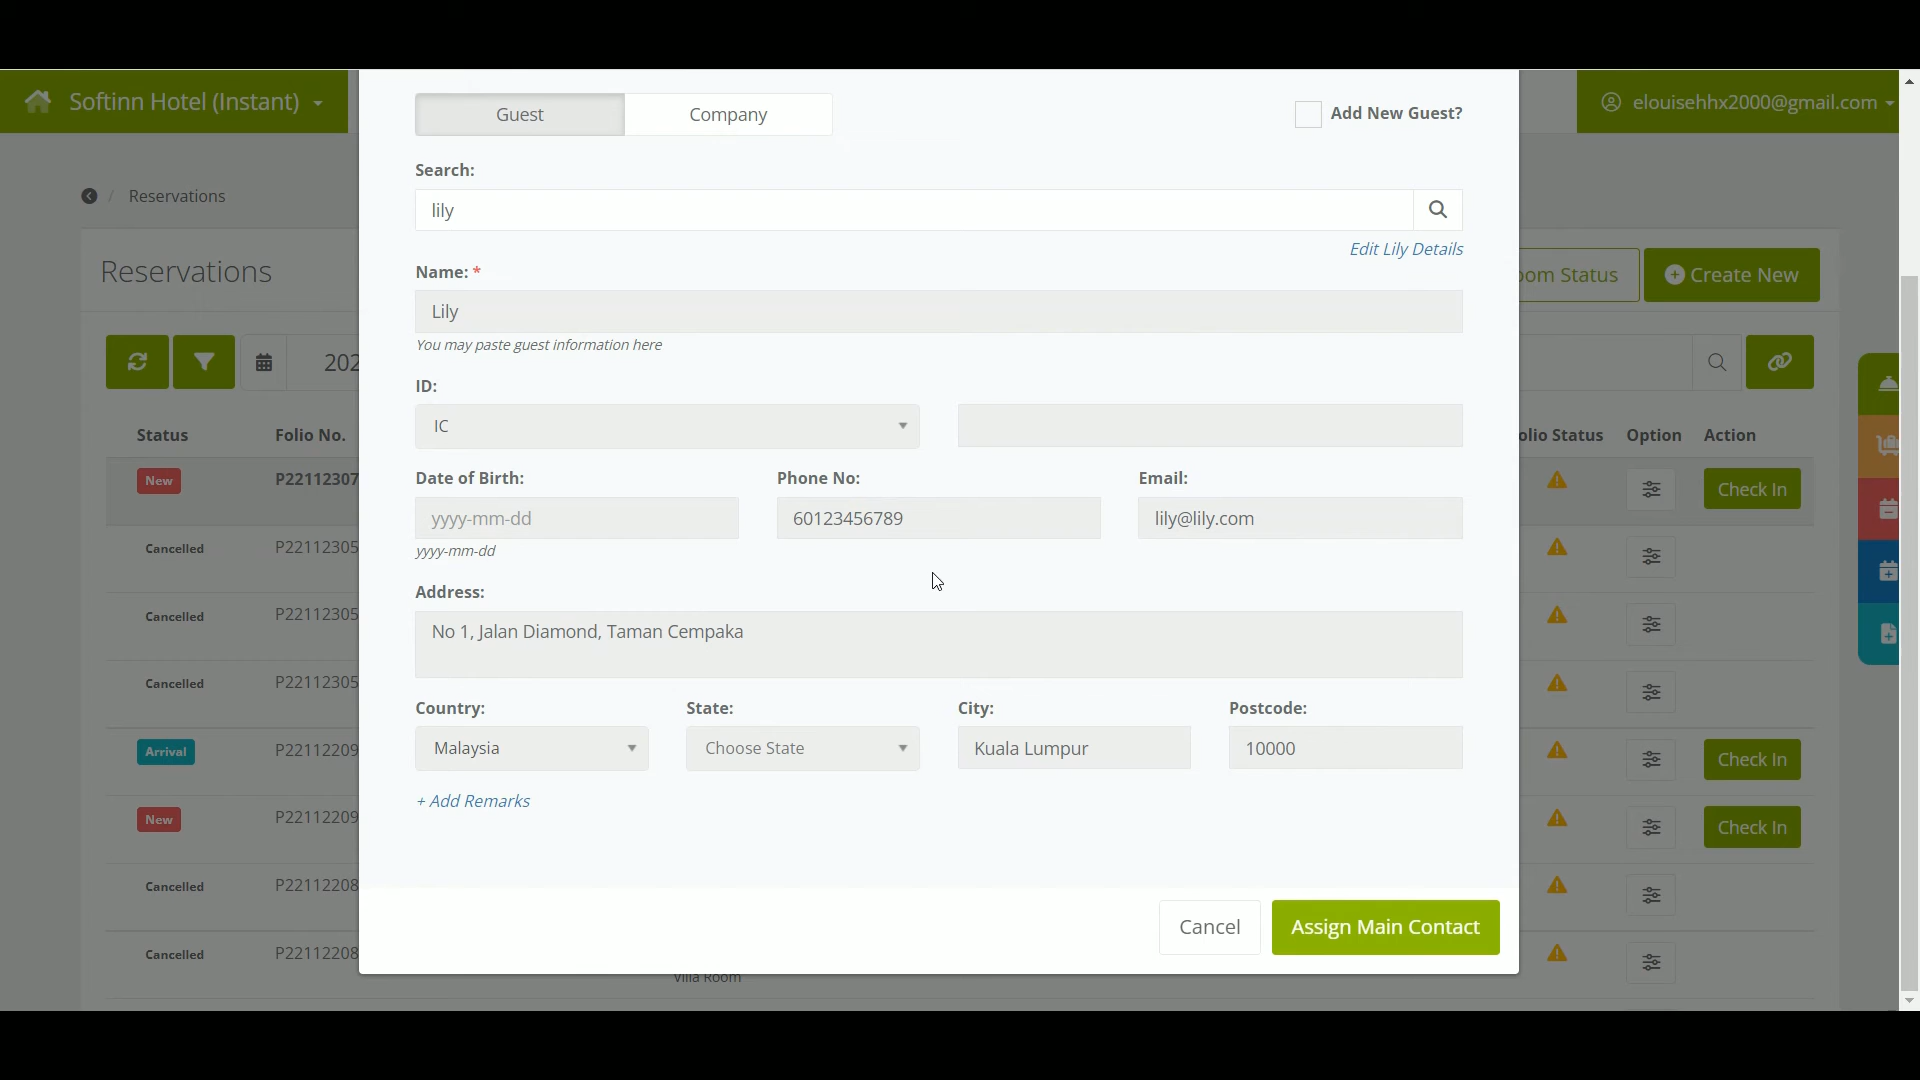 Softinn Hotel (Instant)
elouisehhx2000@gmail.com
Guest
Company
Add New Guest?
Search:
lily
Edit Lily Details
Name: *
Lily
You may paste guest information here
ID:
IC
Date of Birth:
Phone No:
Email:
yyyy-mm-dd
60123456789
lily@lily.com
yyyy-mm-dd
Address:
No 1, Jalan Diamond, Taman Cempaka
Country:
State:
City:
Postcode:
Malaysia
Choose State
Kuala Lumpur
10000
+ Add Remarks
Cancel
Assign Main Contact
/ Reservations
Reservations
oom Status
Create New
202
Status
Folio No.
olio Status
Option
Action
New
P22112307
Check In
Cancelled
P22112305
Cancelled
P22112305
Cancelled
P22112305
Arrival
P22112209
Check In
New
P22112209
Check In
Cancelled
P22112208
Cancelled
P22112208
Villa Room